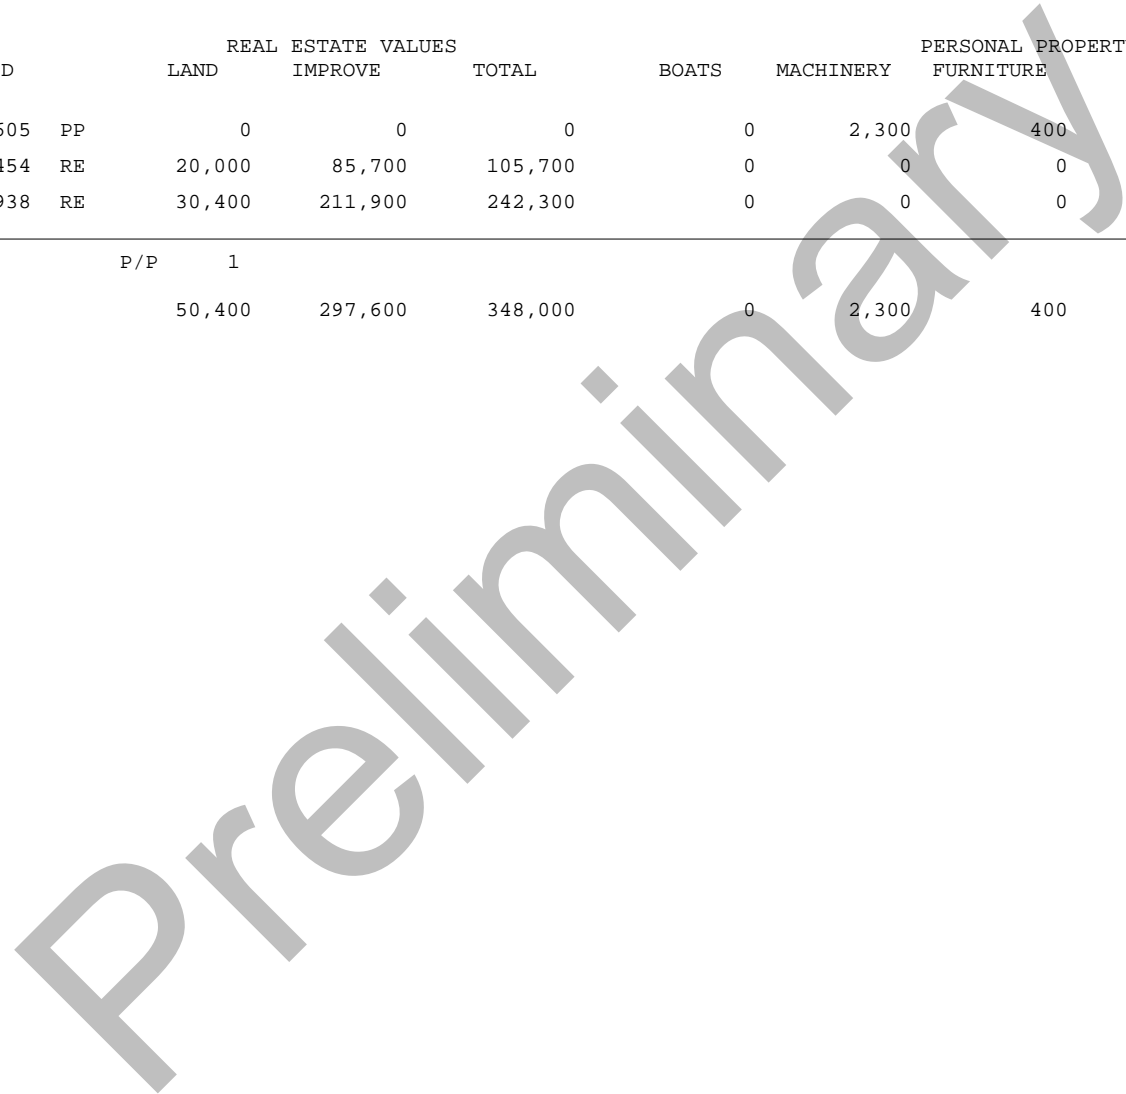 REAL ESTATE VALUES PERSONAL PROPERT
D LAND IMPROVE TOTAL BOATS MACHINERY FURNITURE
505 PP 0 0 0 0 2,300 400
454 RE 20,000 85,700 105,700 0 0 0
938 RE 30,400 211,900 242,300 0 0 0
P/P 1
50,400 297,600 348,000 0 2,300 400
Preliminary